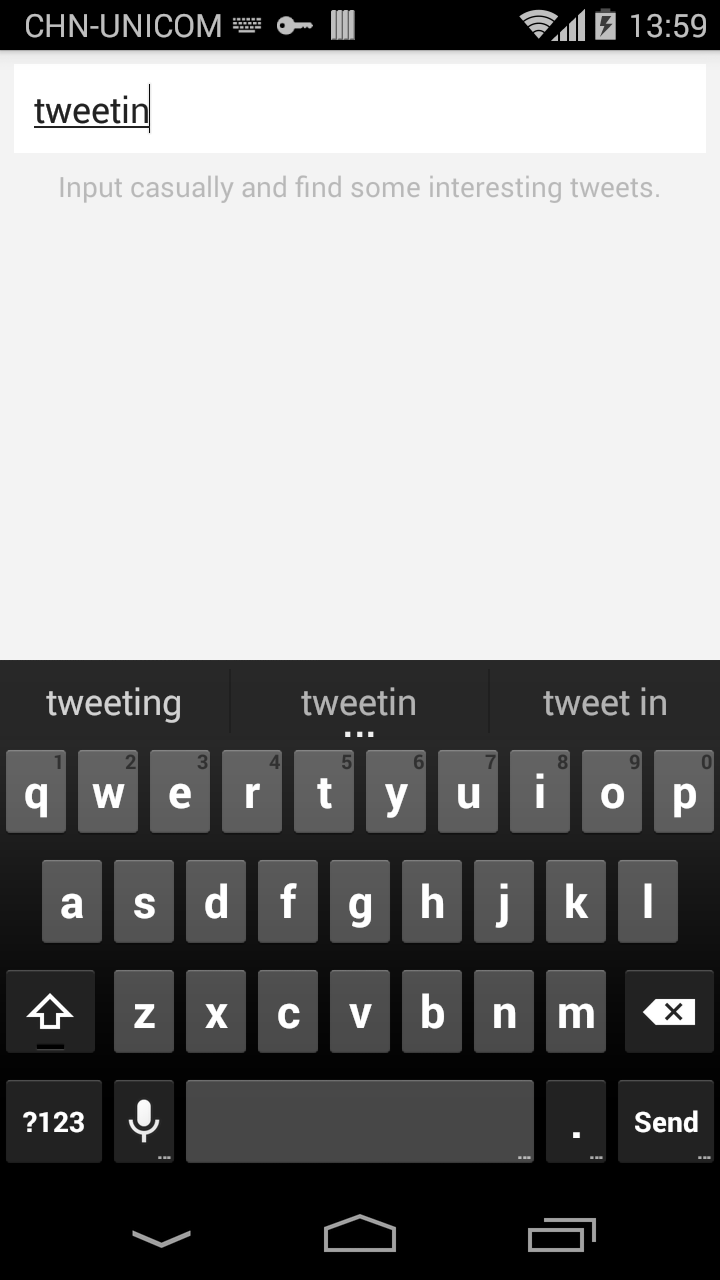 CHN-UNICOM 13:59
tweetin
Input casually and find some interesting tweets.
tweeting tweetin tweet in
...
1 2 3 4 5 6 7 8 9 0
q w e r t y u i o p
a s d f g h j k l
z x c v b n m
?123 . Send